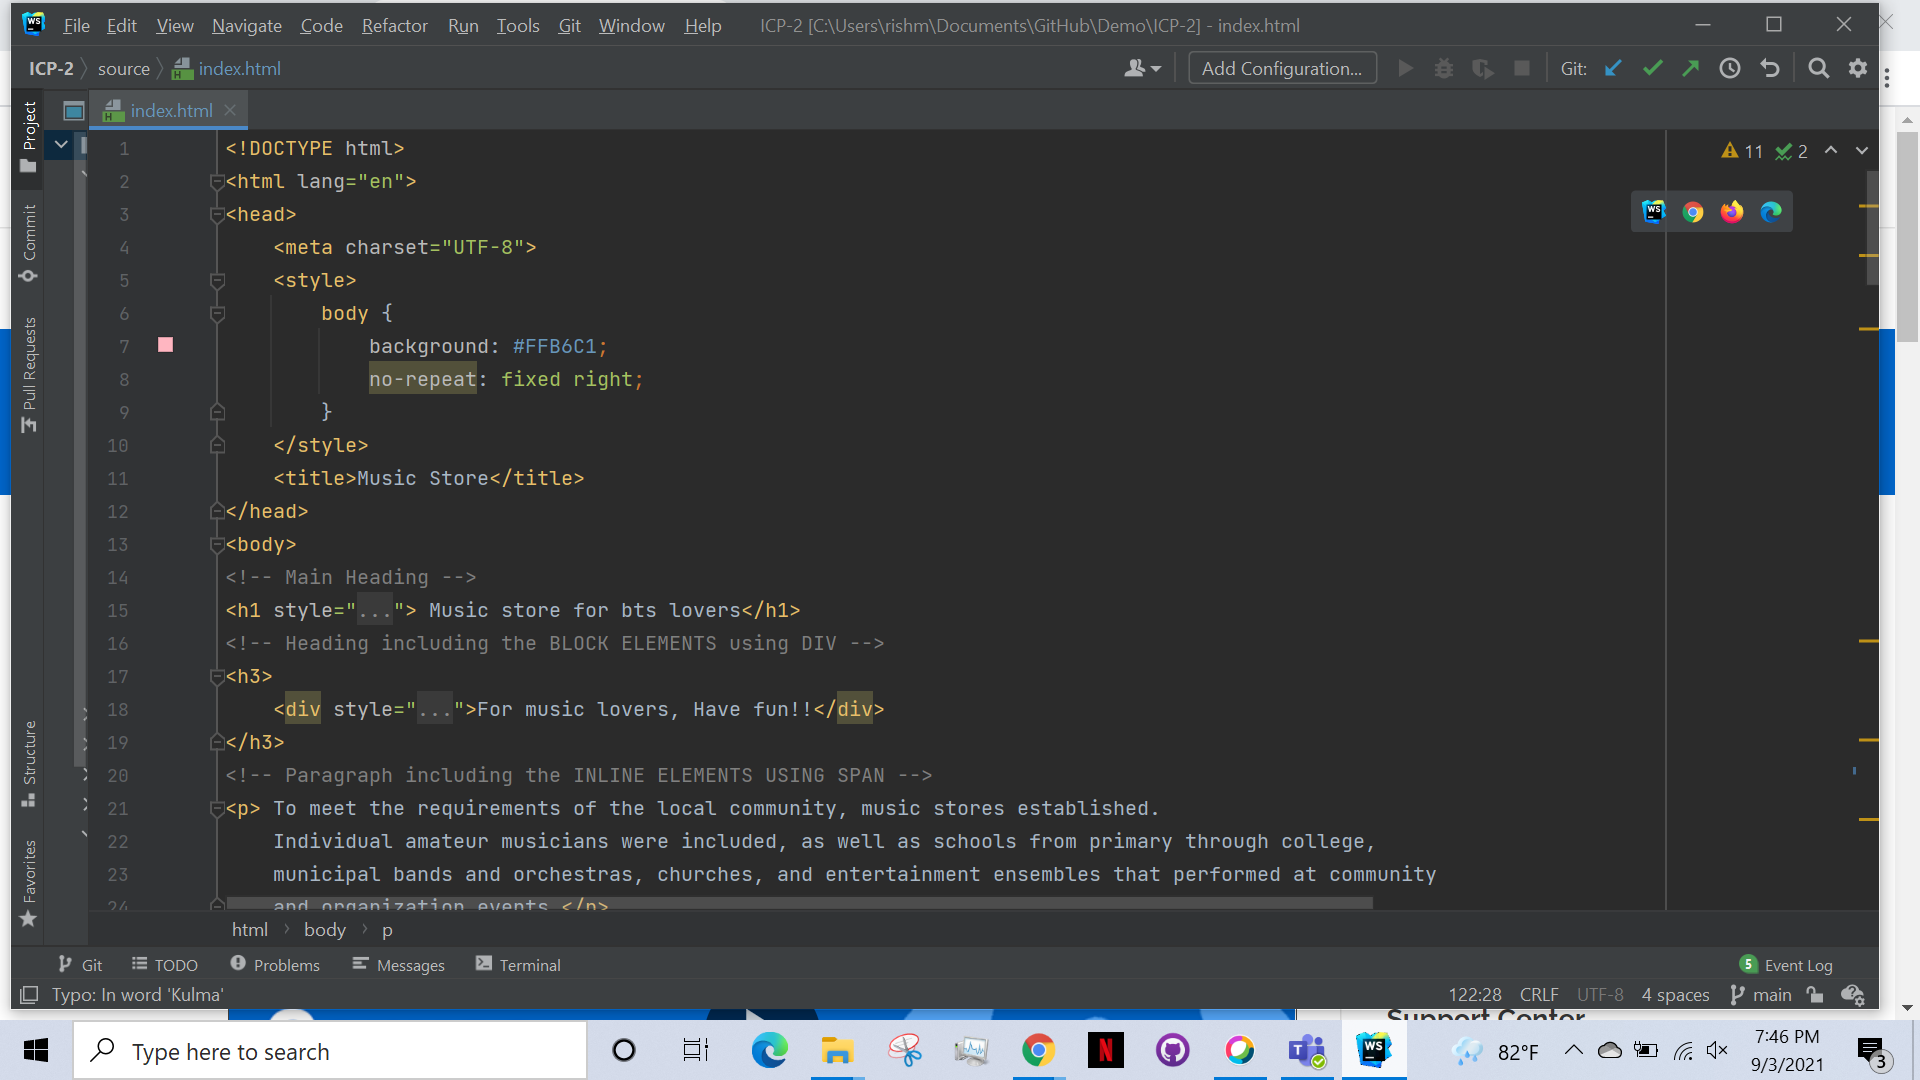 File Edit View Navigate Code Refactor Run Tools Git Window Help ICP-2 [C:\Users\rishm\Documents\GitHub\Demo\ICP-2] - index.html
ICP-2 source index.html Add Configuration... Git:
index.html
Project
Commit
Pull Requests
Structure
Favorites
11 2
1 <!DOCTYPE html>
2 <html lang="en">
3 <head>
4 <meta charset="UTF-8">
5 <style>
6 body {
7 background: #FFB6C1;
8 no-repeat: fixed right;
9 }
10 </style>
11 <title>Music Store</title>
12 </head>
13 <body>
14 <!-- Main Heading -->
15 <h1 style="..."> Music store for bts lovers</h1>
16 <!-- Heading including the BLOCK ELEMENTS using DIV -->
17 <h3>
18 <div style="...">For music lovers, Have fun!!</div>
19 </h3>
20 <!-- Paragraph including the INLINE ELEMENTS USING SPAN -->
21 <p> To meet the requirements of the local community, music stores established.
22 Individual amateur musicians were included, as well as schools from primary through college,
23 municipal bands and orchestras, churches, and entertainment ensembles that performed at community
24 and organization events.</p>
html body p
Git TODO Problems Messages Terminal 5 Event Log
Typo: In word 'Kulma' 122:28 CRLF UTF-8 4 spaces main
Support Center
Type here to search 82°F 7:46 PM
9/3/2021 3